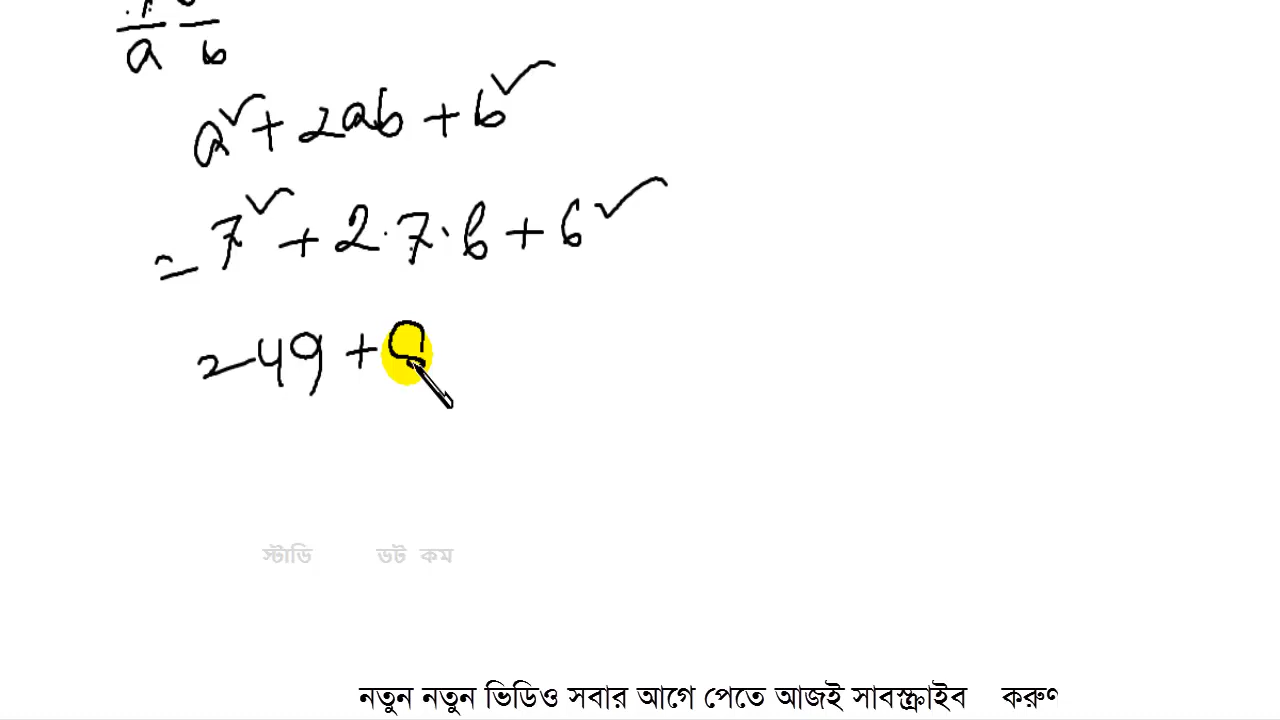 a b
a² + 2ab + b²
= 7² + 2·7·6 + 6²
= 49 +
স্টাডি ডট কম
নতুন নতুন ভিডিও সবার আগে পেতে আজই সাবস্ক্রাইব করুণ